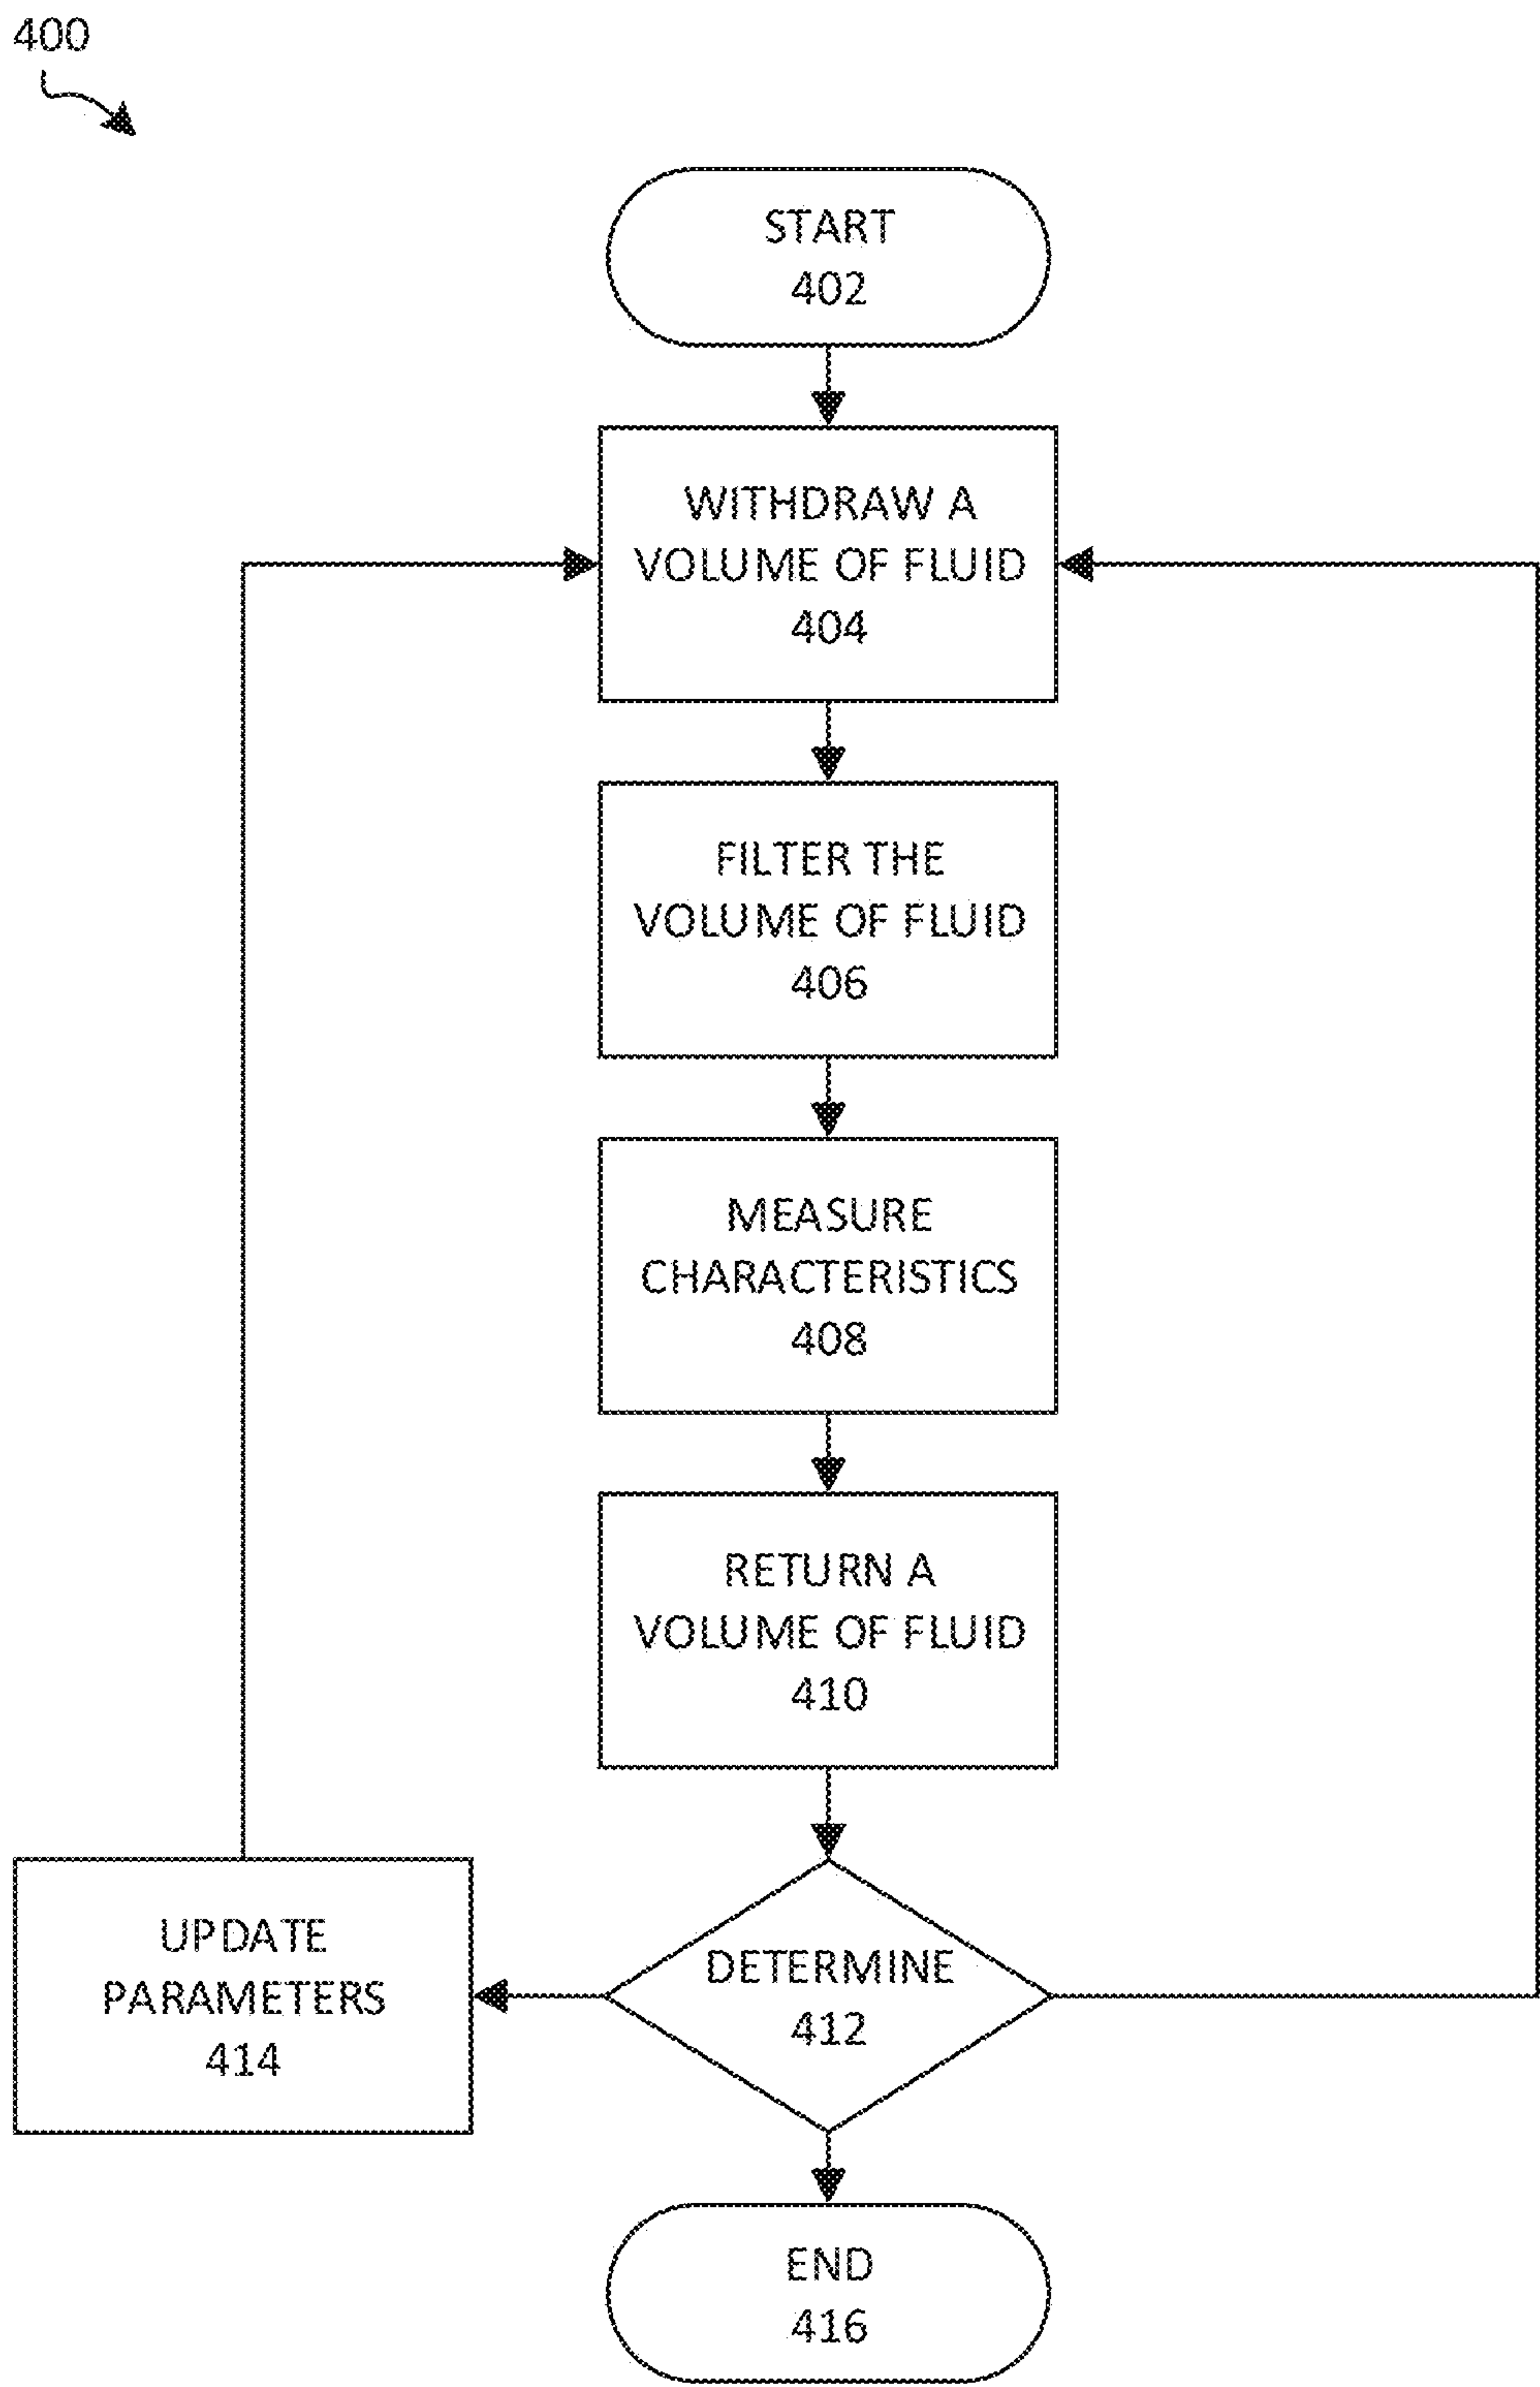 400
START
402
WITHDRAW A
VOLUME OF FLUID
404
FILTER THE
VOLUME OF FLUID
406
MEASURE
CHARACTERISTICS
408
RETURN A
VOLUME OF FLUID
410
UPDATE
PARAMETERS
414
DETERMINE
412
END
416